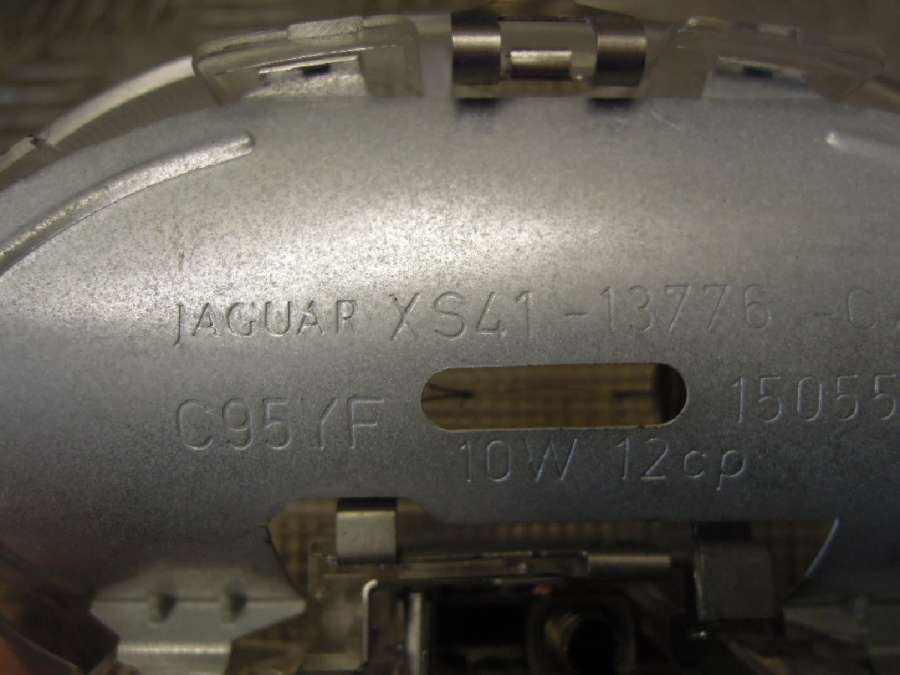 JAGUAR XS41-13776-C
C95YF 15055
10W 12cp